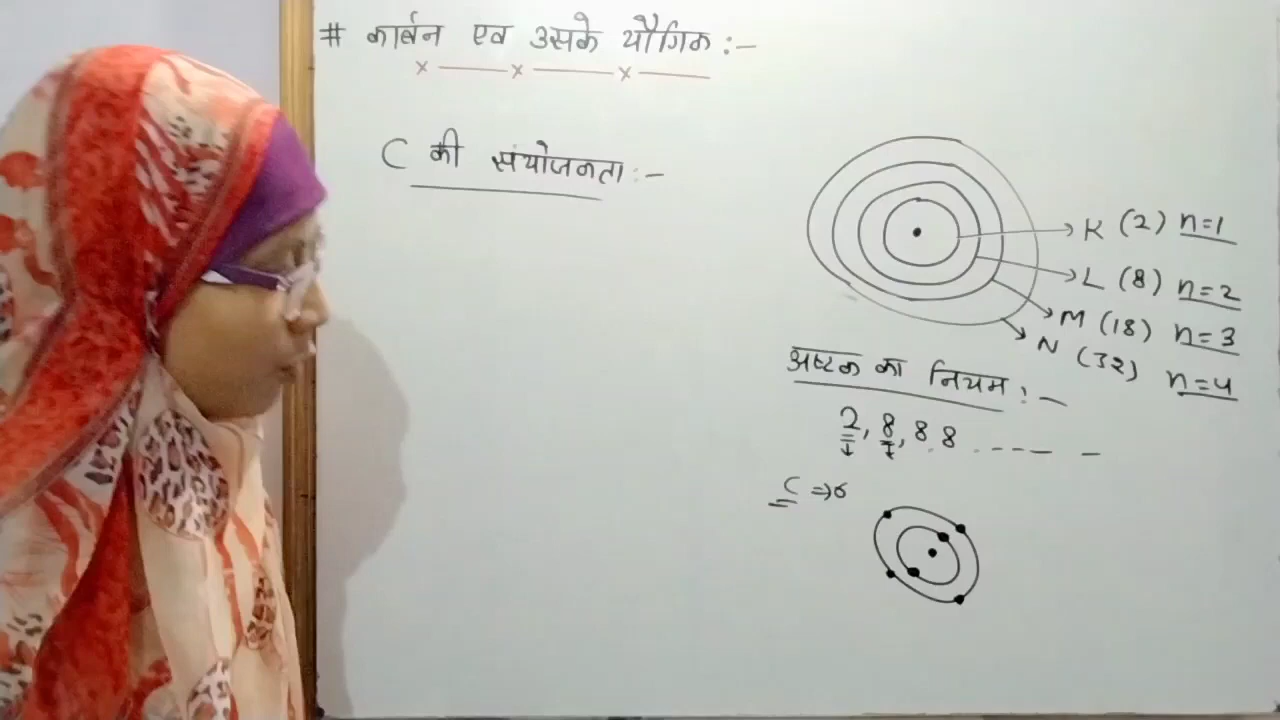 # कार्बन एव उसके यौगिक :-
C की संयोजनता :-
K (2) n=1
L (8) n=2
M (18) n=3
N (32) n=4
अष्टक का नियम :-
2, 8, 8 8 ---- -
C ⇒ 6